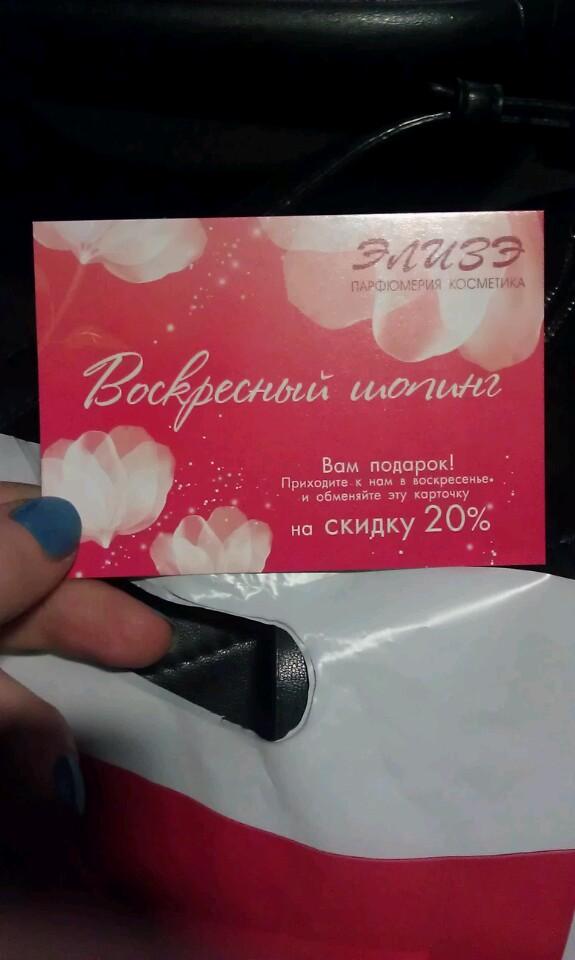 ЭЛИЗЭ
ПАРФЮМЕРИЯ КОСМЕТИКА
Воскресный шопинг
Вам подарок!
Приходите к нам в воскресенье
и обменяйте эту карточку
на скидку 20%